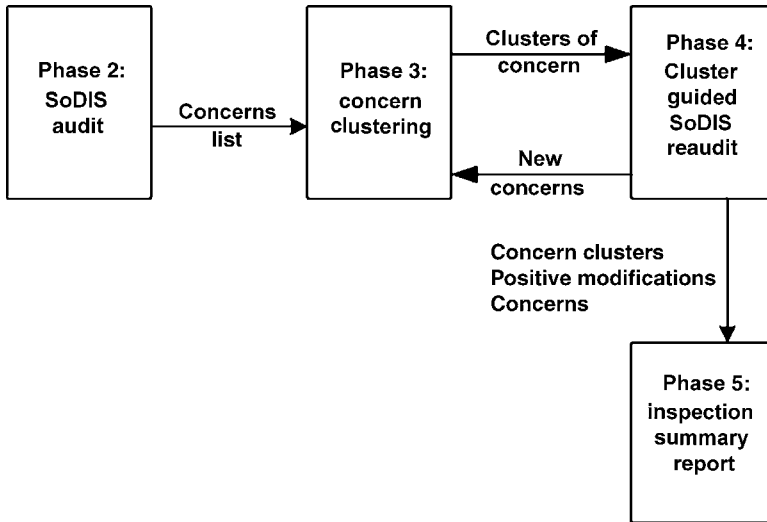 Phase 2:
SoDIS
audit
Concerns
list
Phase 3:
concern
clustering
Clusters of
concern
New
concerns
Phase 4:
Cluster
guided
SoDIS
reaudit
Concern clusters
Positive modifications
Concerns
Phase 5:
inspection
summary
report